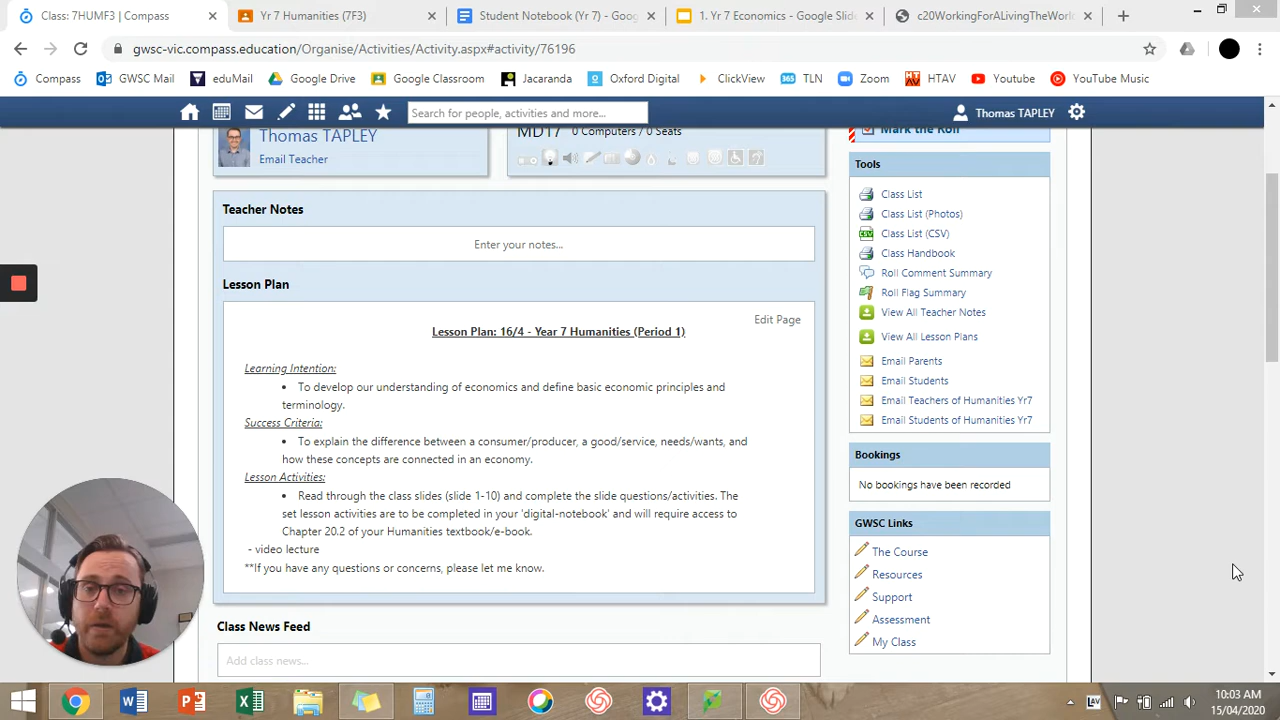 Class: 7HUMF3 | Compass
Yr 7 Humanities (7F3)
Student Notebook (Yr 7) - Goog
1. Yr 7 Economics - Google Slid
c20WorkingForALivingTheWorl
gwsc-vic.compass.education/Organise/Activities/Activity.aspx#activity/76196
Compass
GWSC Mail
eduMail
Google Drive
Google Classroom
Jacaranda
Oxford Digital
ClickView
365 TLN
Zoom
HTAV
Youtube
YouTube Music
Search for people, activities and more...
Thomas TAPLEY
Thomas TAPLEY
Email Teacher
MD17 0 Computers / 0 Seats
Mark the Roll
Teacher Notes
Enter your notes...
Lesson Plan
Edit Page
Lesson Plan: 16/4 - Year 7 Humanities (Period 1)
Learning Intention:
• To develop our understanding of economics and define basic economic principles and
terminology.
Success Criteria:
• To explain the difference between a consumer/producer, a good/service, needs/wants, and
how these concepts are connected in an economy.
Lesson Activities:
• Read through the class slides (slide 1-10) and complete the slide questions/activities. The
set lesson activities are to be completed in your 'digital-notebook' and will require access to
Chapter 20.2 of your Humanities textbook/e-book.
- video lecture
**If you have any questions or concerns, please let me know.
Class News Feed
Add class news...
Tools
Class List
Class List (Photos)
CSV Class List (CSV)
Class Handbook
Roll Comment Summary
Roll Flag Summary
View All Teacher Notes
View All Lesson Plans
Email Parents
Email Students
Email Teachers of Humanities Yr7
Email Students of Humanities Yr7
Bookings
No bookings have been recorded
GWSC Links
The Course
Resources
Support
Assessment
My Class
10:03 AM
15/04/2020